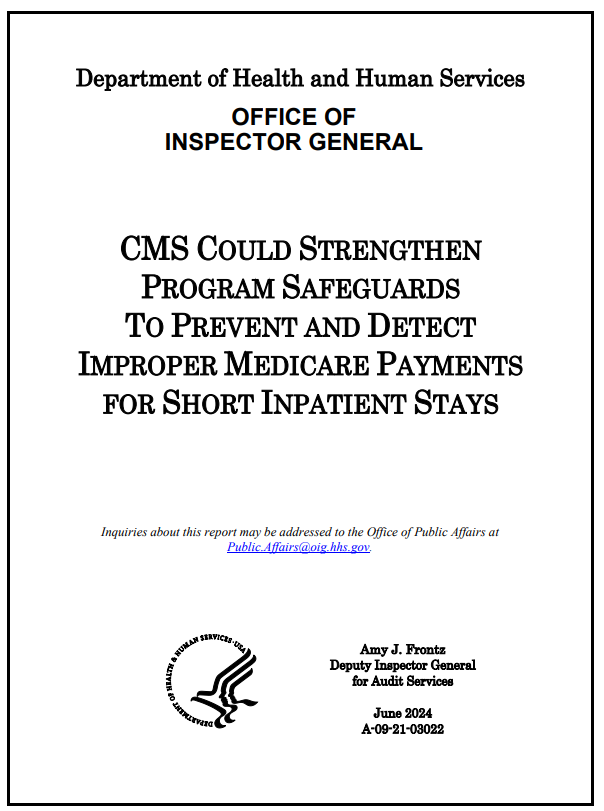 Department of Health and Human Services
OFFICE OF
INSPECTOR GENERAL
CMS COULD STRENGTHEN
PROGRAM SAFEGUARDS
TO PREVENT AND DETECT
IMPROPER MEDICARE PAYMENTS
FOR SHORT INPATIENT STAYS
Inquiries about this report may be addressed to the Office of Public Affairs at
Public.Affairs@oig.hhs.gov.
DEPARTMENT OF HEALTH & HUMAN SERVICES · USA
Amy J. Frontz
Deputy Inspector General
for Audit Services
June 2024
A-09-21-03022